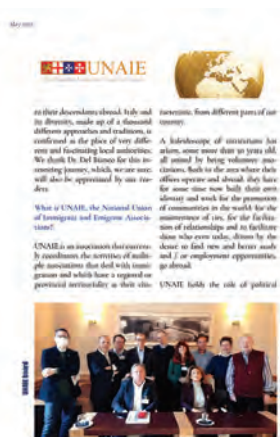 May 2022
UNAIE
to their descendants abroad. Italy and
its diversity, made up of a thousand
different approaches and traditions, is
confirmed as the place of very differ-
ent and fascinating local authorities.
We thank Dr. Del Bianco for this in-
teresting journey, which, we are sure,
will also be appreciated by our rea-
ders.
What is UNAIE, the National Union
of Immigrant and Emigrant Associa-
tions?
UNAIE is an association that current-
ly coordinates the activities of multi-
ple associations that deal with immi-
gration and which have a regional or
provincial territoriality as their cha-
racteristic, from different parts of our
country.
A kaleidoscope of
arism, some more than 50 years old,
all united by being volunteer asso-
ciations. Both in the area where their
offices operate and abroad, they have
for some time now built their own
identity and work for the promotion
of communities in the world, for the
maintenance of ties, for the facilita-
tion of relationships and to facilitate
those who even today, driven by the
desire to find new and better study
and / or employment opportunities,
go abroad.
UNAIE holds the role of political
UNAIE board